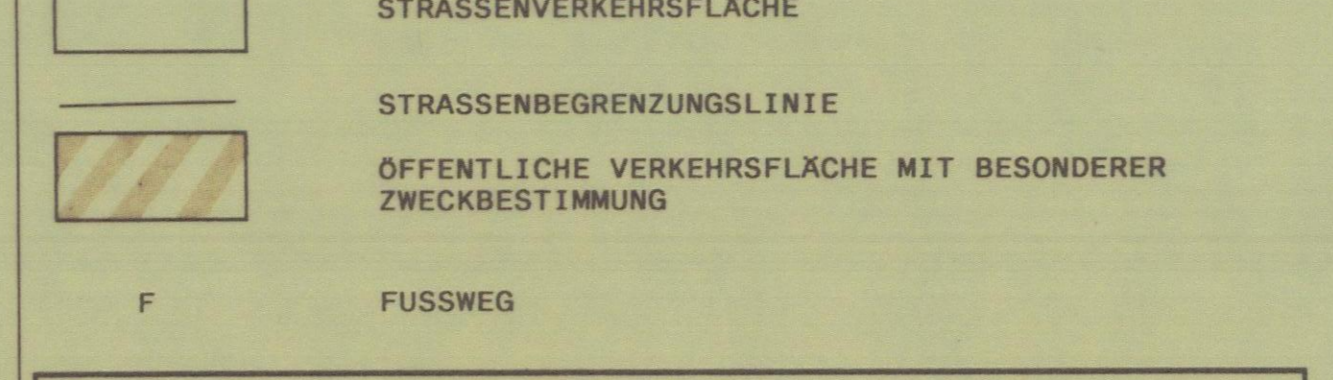 STRASSENVERKEHRSFLÄCHE
STRASSENBEGRENZUNGSLINIE
ÖFFENTLICHE VERKEHRSFLÄCHE MIT BESONDERER
ZWECKBESTIMMUNG
F FUSSWEG